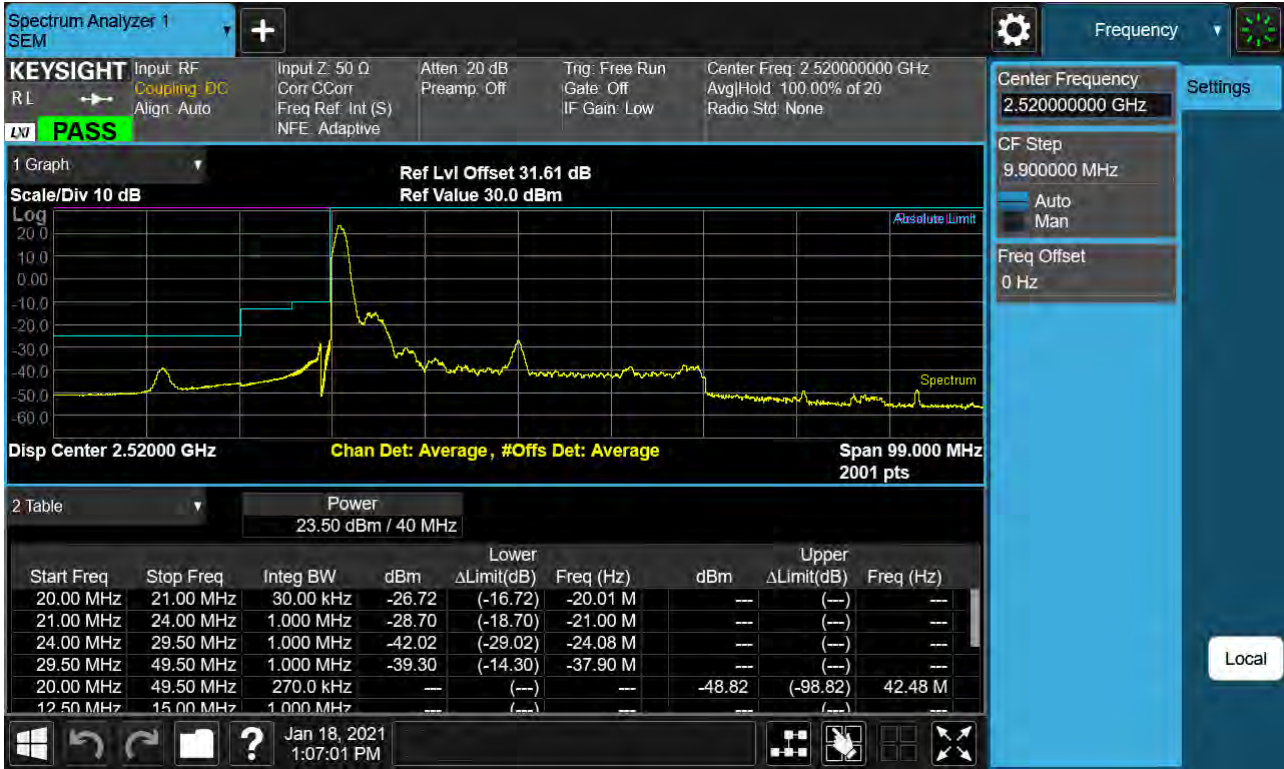 Spectrum Analyzer 1
SEM
Frequency
KEYSIGHT
R L
LXI
PASS
Input: RF
Coupling: DC
Align: Auto
Input Z: 50 Ω
Corr CCorr
Freq Ref: Int (S)
NFE: Adaptive
Atten: 20 dB
Preamp: Off
Trig: Free Run
Gate: Off
IF Gain: Low
Center Freq: 2.520000000 GHz
Avg|Hold: 100.00% of 20
Radio Std: None
Center Frequency
2.520000000 GHz
Settings
CF Step
9.900000 MHz
Auto
Man
Freq Offset
0 Hz
1 Graph
Scale/Div 10 dB
Ref Lvl Offset 31.61 dB
Ref Value 30.0 dBm
Log
20.0
10.0
0.00
-10.0
-20.0
-30.0
-40.0
-50.0
-60.0
Limit
Spectrum
Disp Center 2.52000 GHz
Chan Det: Average, #Offs Det: Average
Span 99.000 MHz
2001 pts
2 Table
Power
23.50 dBm / 40 MHz
Lower Upper
Start Freq Stop Freq Integ BW dBm ΔLimit(dB) Freq (Hz) dBm ΔLimit(dB) Freq (Hz)
20.00 MHz 21.00 MHz 30.00 kHz -26.72 (-16.72) -20.01 M --- (---) ---
21.00 MHz 24.00 MHz 1.000 MHz -28.70 (-18.70) -21.00 M --- (---) ---
24.00 MHz 29.50 MHz 1.000 MHz -42.02 (-29.02) -24.08 M --- (---) ---
29.50 MHz 49.50 MHz 1.000 MHz -39.30 (-14.30) -37.90 M --- (---) ---
20.00 MHz 49.50 MHz 270.0 kHz --- (---) --- -48.82 (-98.82) 42.48 M
12.50 MHz 15.00 MHz 1.000 MHz --- (---) --- --- (---) ---
Local
?
Jan 18, 2021
1:07:01 PM